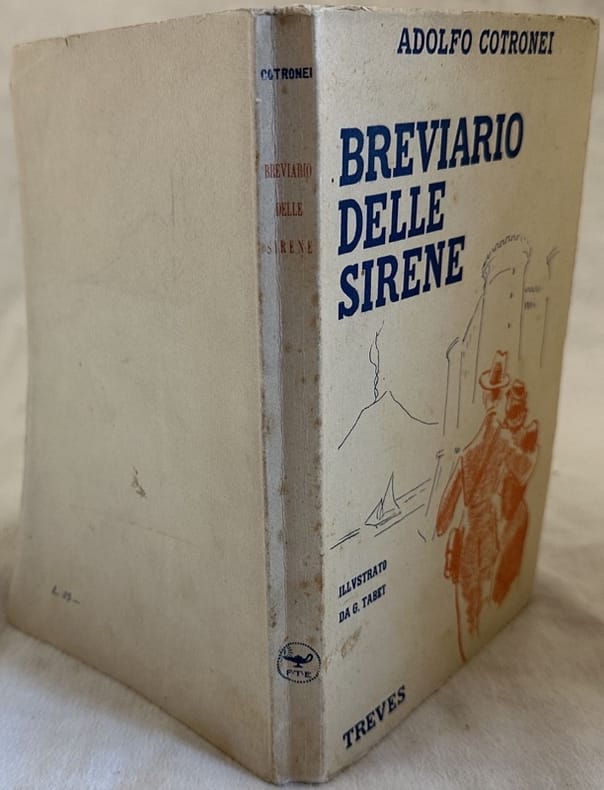 ADOLFO COTRONEI
BREVIARIO
DELLE
SIRENE
ILLVSTRATO
DA G. TABET
TREVES
COTRONEI
BREVIARIO
DELLE
SIRENE
F·T·E